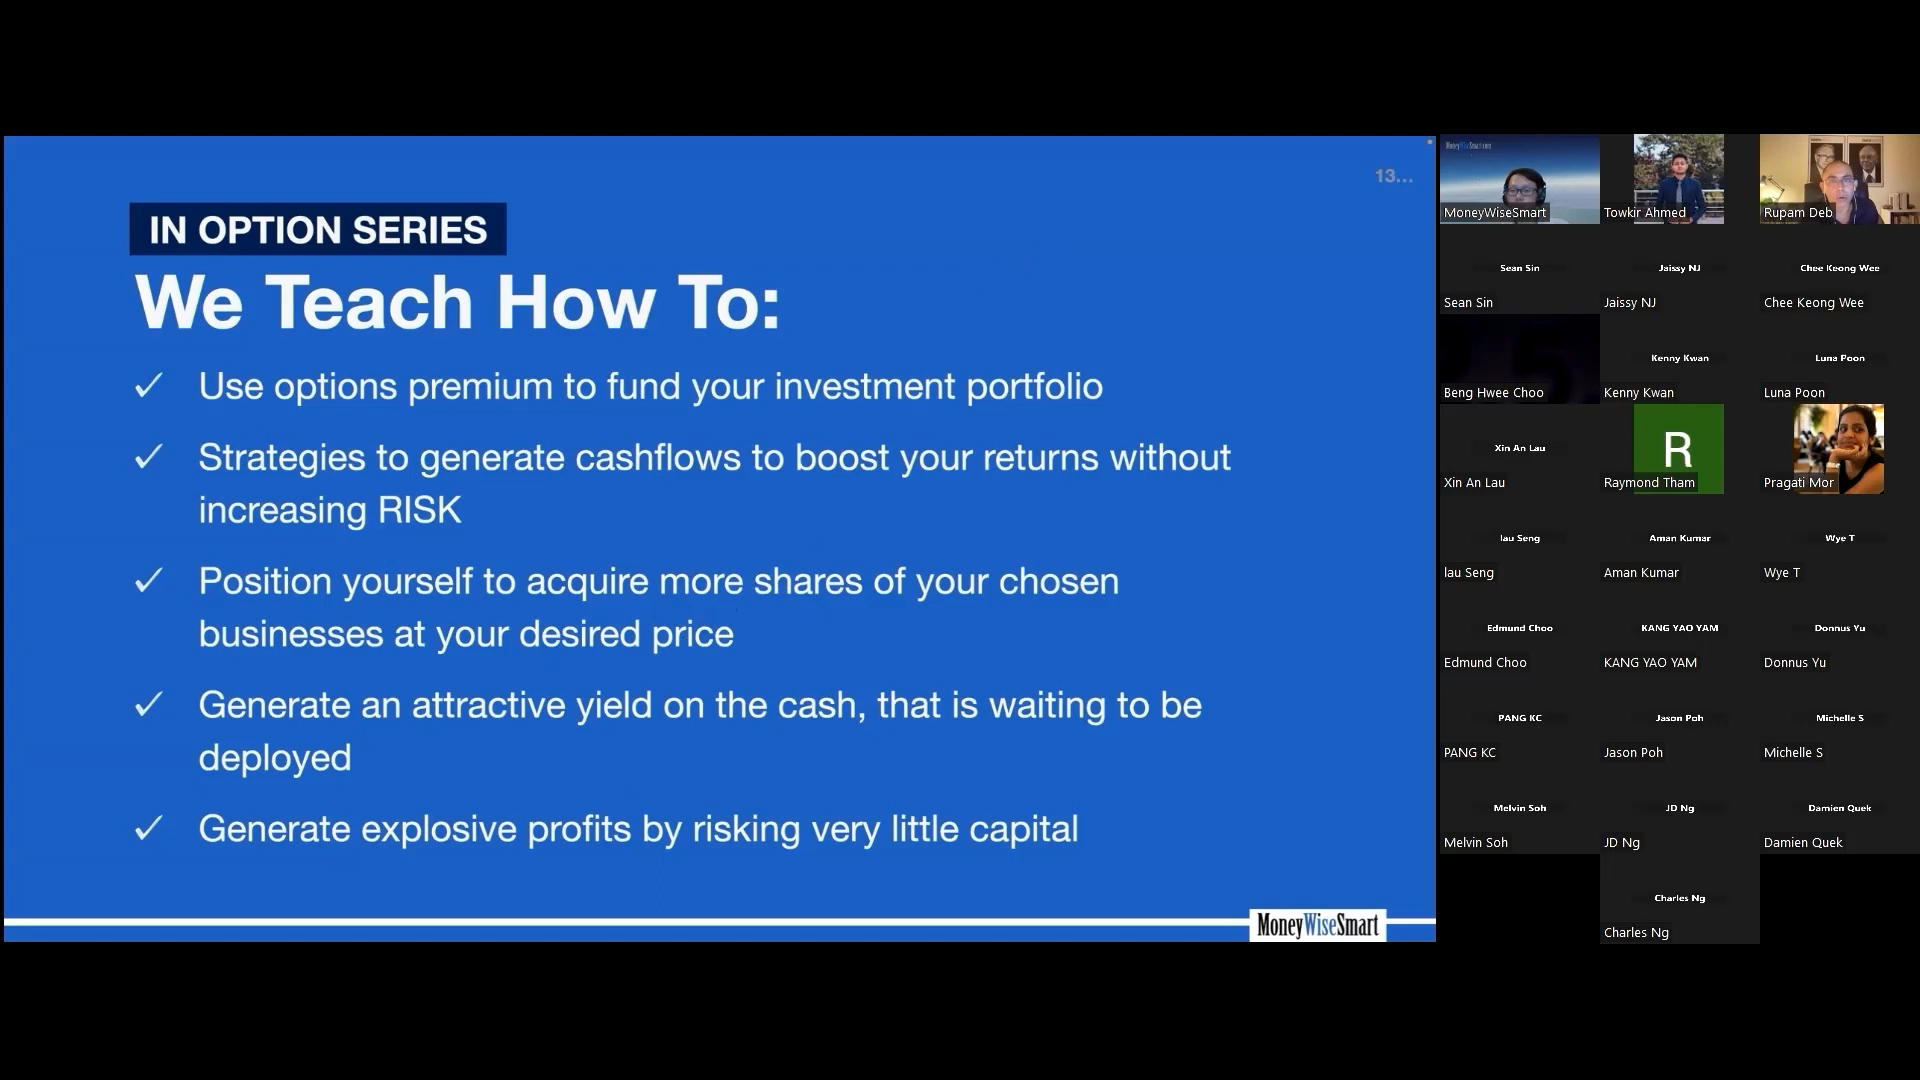 13...
IN OPTION SERIES
We Teach How To:
✓ Use options premium to fund your investment portfolio
✓ Strategies to generate cashflows to boost your returns without
increasing RISK
✓ Position yourself to acquire more shares of your chosen
businesses at your desired price
✓ Generate an attractive yield on the cash, that is waiting to be
deployed
✓ Generate explosive profits by risking very little capital
MoneyWiseSmart
MoneyWiseSmart.com
MoneyWiseSmart
Towkir Ahmed
Rupam Deb
Sean Sin
Jaissy NJ
Chee Keong Wee
Sean Sin
Jaissy NJ
Chee Keong Wee
Kenny Kwan
Luna Poon
Beng Hwee Choo
Kenny Kwan
Luna Poon
Xin An Lau
R
Xin An Lau
Raymond Tham
Pragati Mor
lau Seng
Aman Kumar
Wye T
lau Seng
Aman Kumar
Wye T
Edmund Choo
KANG YAO YAM
Donnus Yu
Edmund Choo
KANG YAO YAM
Donnus Yu
PANG KC
Jason Poh
Michelle S
PANG KC
Jason Poh
Michelle S
Melvin Soh
JD Ng
Damien Quek
Melvin Soh
JD Ng
Damien Quek
Charles Ng
Charles Ng